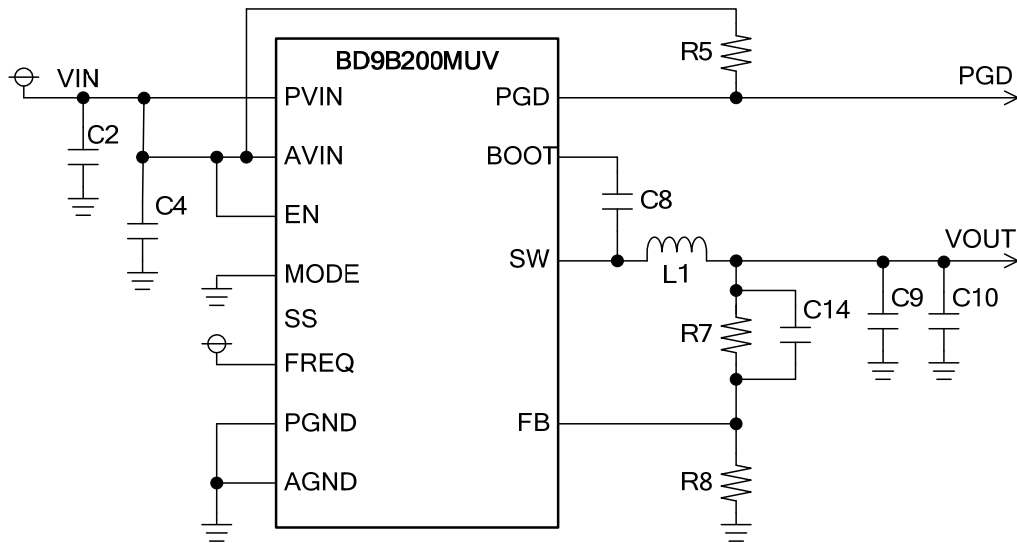 BD9B200MUV
R5
VIN
PVIN
PGD
PGD
C2
AVIN
BOOT
C4
C8
EN
SW
VOUT
MODE
L1
SS
R7
C14
C9
C10
FREQ
PGND
FB
AGND
R8